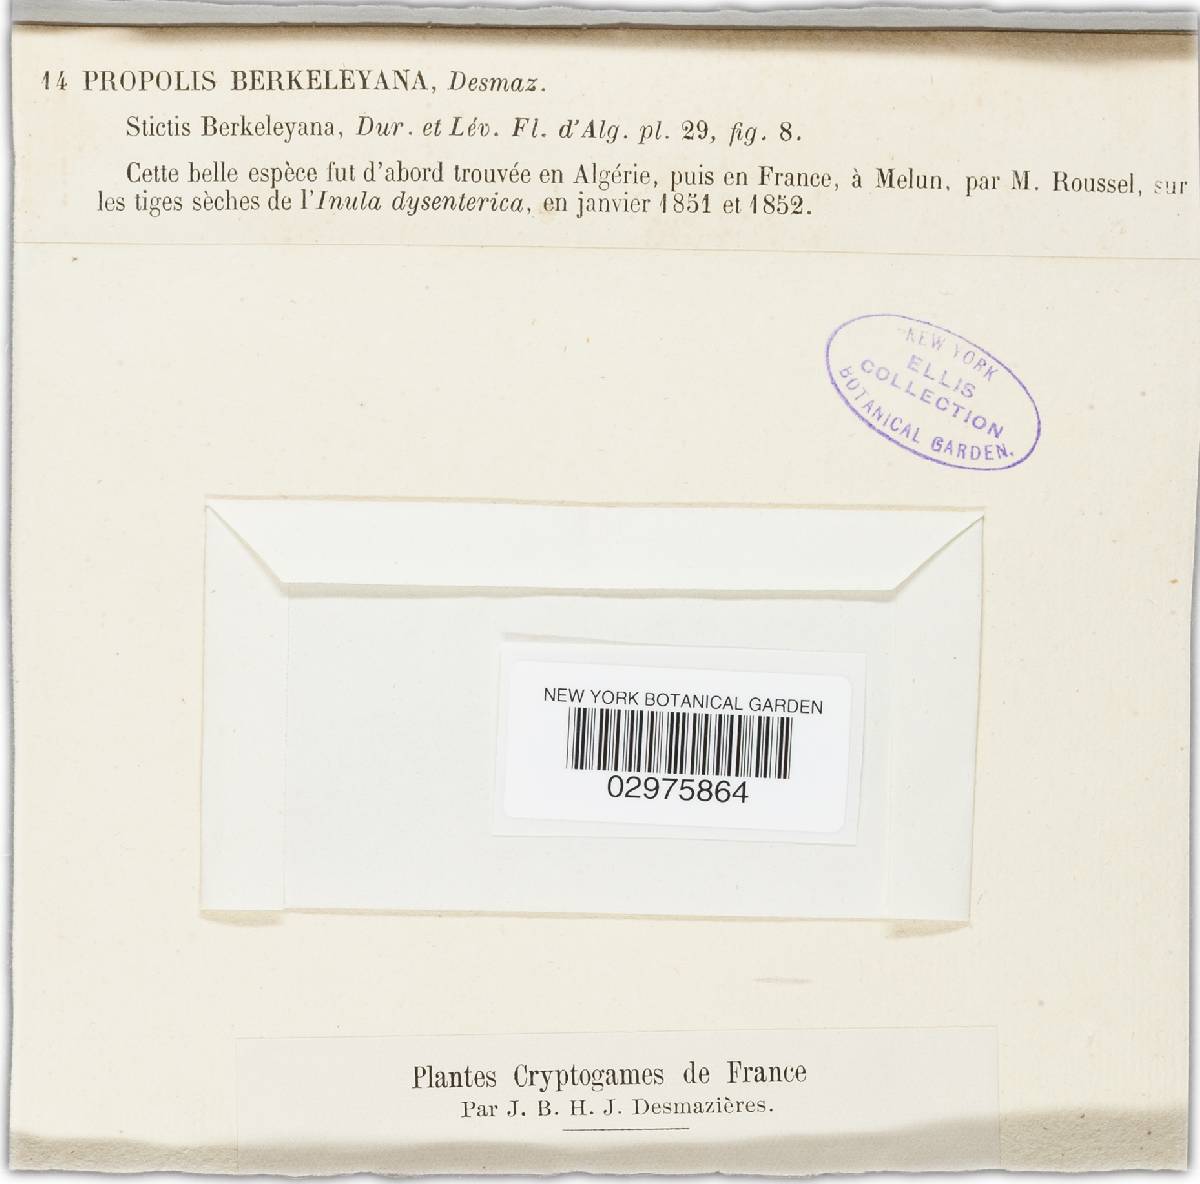 14 PROPOLIS BERKELEYANA, Desmaz.
Stictis Berkeleyana, Dur. et Lév. Fl. d'Alg. pl. 29, fig. 8.
Cette belle espèce fut d'abord trouvée en Algérie, puis en France, à Melun, par M. Roussel, sur
les tiges sèches de l'Inula dysenterica, en janvier 1851 et 1852.
NEW YORK
ELLIS
COLLECTION
BOTANICAL GARDEN.
NEW YORK BOTANICAL GARDEN
02975864
Plantes Cryptogames de France
Par J. B. H. J. Desmazières.